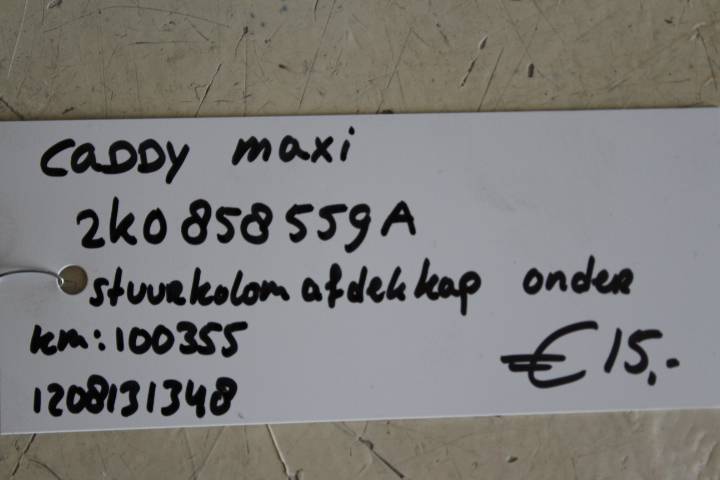 CADDY maxi
2K0 858 559 A
stuurkolom afdekkap onder
km: 100355
€ 15,-
1208131348